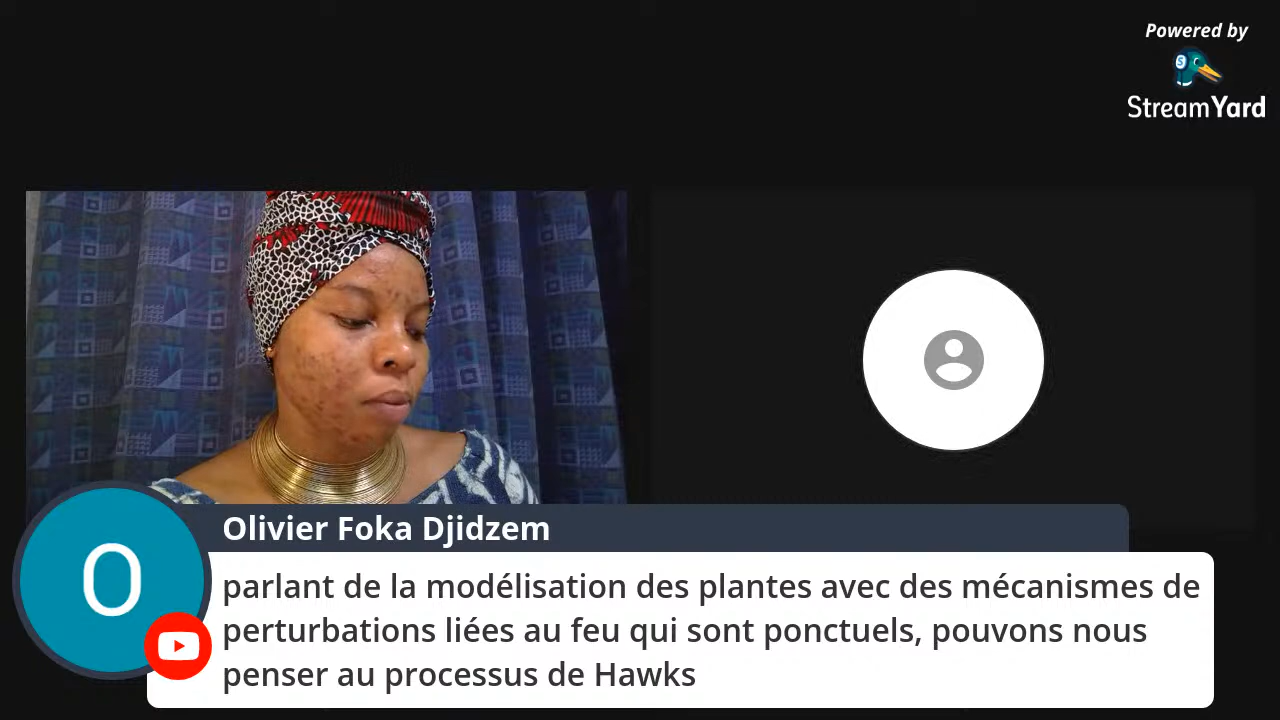 Powered by
StreamYard
Olivier Foka Djidzem
O
parlant de la modélisation des plantes avec des mécanismes de
perturbations liées au feu qui sont ponctuels, pouvons nous
penser au processus de Hawks